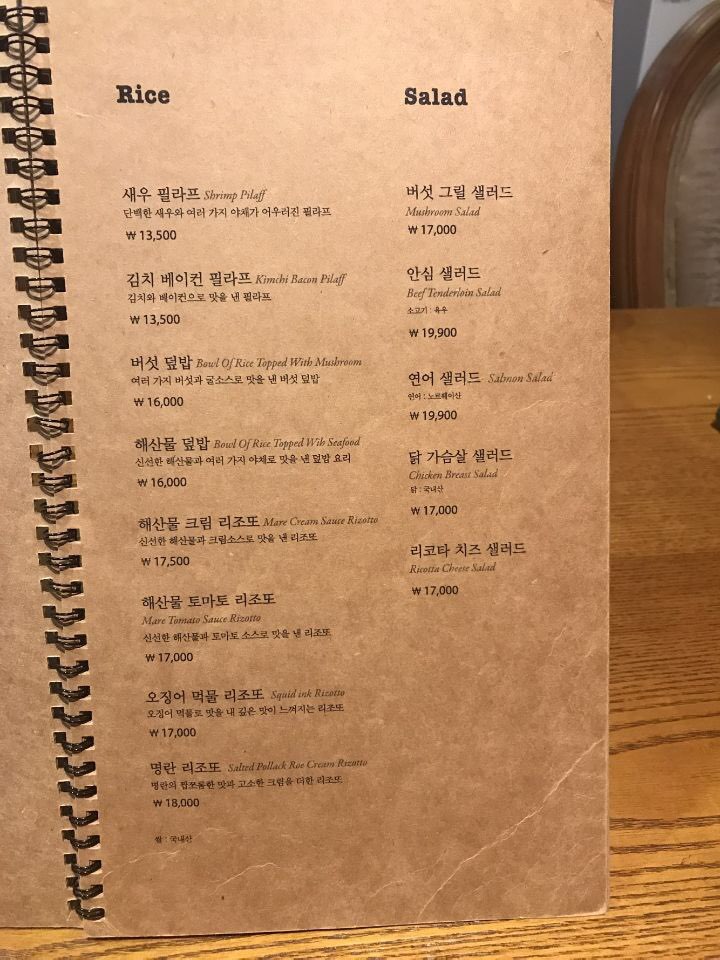 Rice
새우 필라프 Shrimp Pilaff
단백한 새우와 여러 가지 야채가 어우러진 필라프
₩ 13,500
김치 베이컨 필라프 Kimchi Bacon Pilaff
김치와 베이컨으로 맛을 낸 필라프
₩ 13,500
버섯 덮밥 Bowl Of Rice Topped With Mushroom
여러 가지 버섯과 굴소스로 맛을 낸 버섯 덮밥
₩ 16,000
해산물 덮밥 Bowl Of Rice Topped Wih Seafood
신선한 해산물과 여러 가지 야채로 맛을 낸 덮밥 요리
₩ 16,000
해산물 크림 리조또 Mare Cream Sauce Rizotto
신선한 해산물과 크림소스로 맛을 낸 리조또
₩ 17,500
해산물 토마토 리조또
Mare Tomato Sauce Rizotto
신선한 해산물과 토마토 소스로 맛을 낸 리조또
₩ 17,000
오징어 먹물 리조또 Squid ink Rizotto
오징어 먹물로 맛을 내 깊은 맛이 느껴지는 리조또
₩ 17,000
명란 리조또 Salted Pollack Roe Cream Rizotto
명란의 짭쪼롬한 맛과 고소한 크림을 더한 리조또
₩ 18,000
쌀 : 국내산
Salad
버섯 그릴 샐러드
Mushroom Salad
₩ 17,000
안심 샐러드
Beef Tenderloin Salad
소고기 : 육우
₩ 19,900
연어 샐러드 Salmon Salad
연어 : 노르웨이산
₩ 19,900
닭 가슴살 샐러드
Chicken Breast Salad
닭 : 국내산
₩ 17,000
리코타 치즈 샐러드
Ricotta Cheese Salad
₩ 17,000